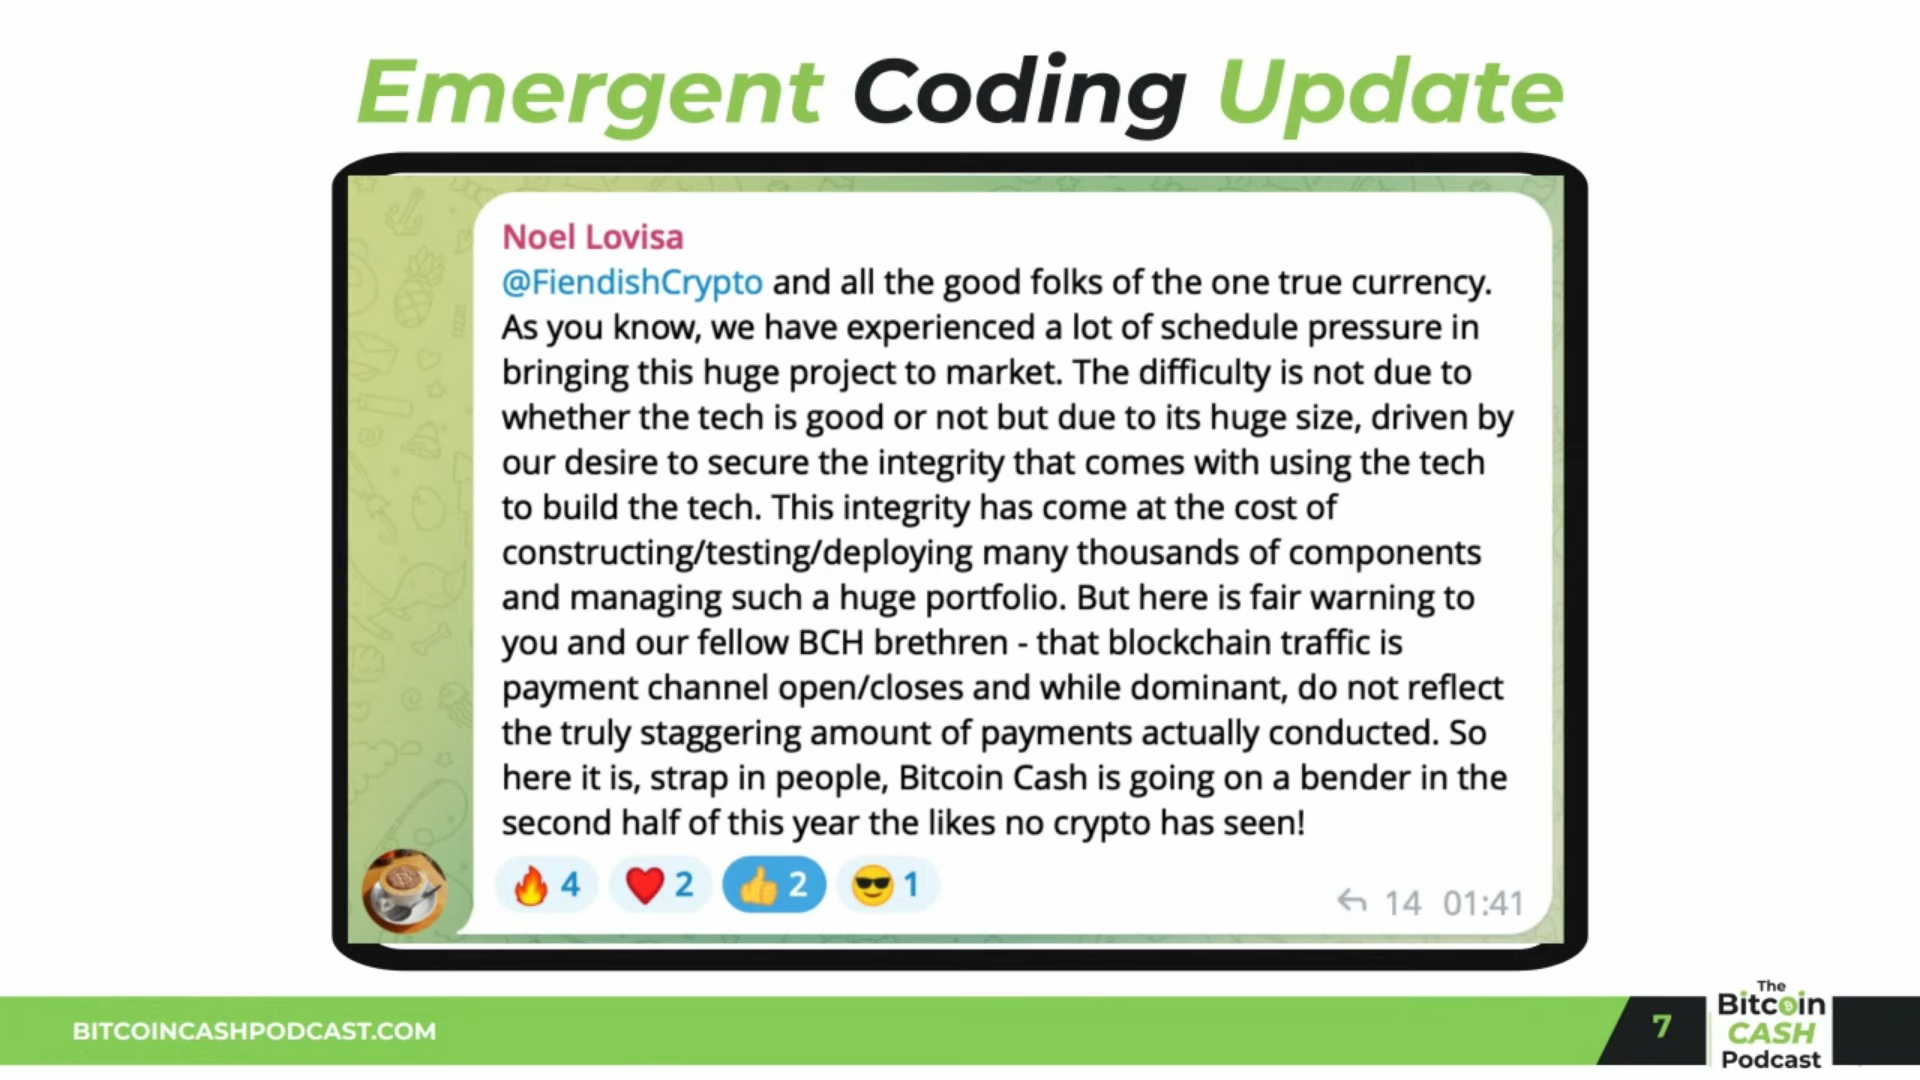 Emergent Coding Update
Noel Lovisa
@FiendishCrypto and all the good folks of the one true currency.
As you know, we have experienced a lot of schedule pressure in
bringing this huge project to market. The difficulty is not due to
whether the tech is good or not but due to its huge size, driven by
our desire to secure the integrity that comes with using the tech
to build the tech. This integrity has come at the cost of
constructing/testing/deploying many thousands of components
and managing such a huge portfolio. But here is fair warning to
you and our fellow BCH brethren - that blockchain traffic is
payment channel open/closes and while dominant, do not reflect
the truly staggering amount of payments actually conducted. So
here it is, strap in people, Bitcoin Cash is going on a bender in the
second half of this year the likes no crypto has seen!
4 2 2 1
14 01:41
BITCOINCASHPODCAST.COM
7
The
Bitcoin
CASH
Podcast